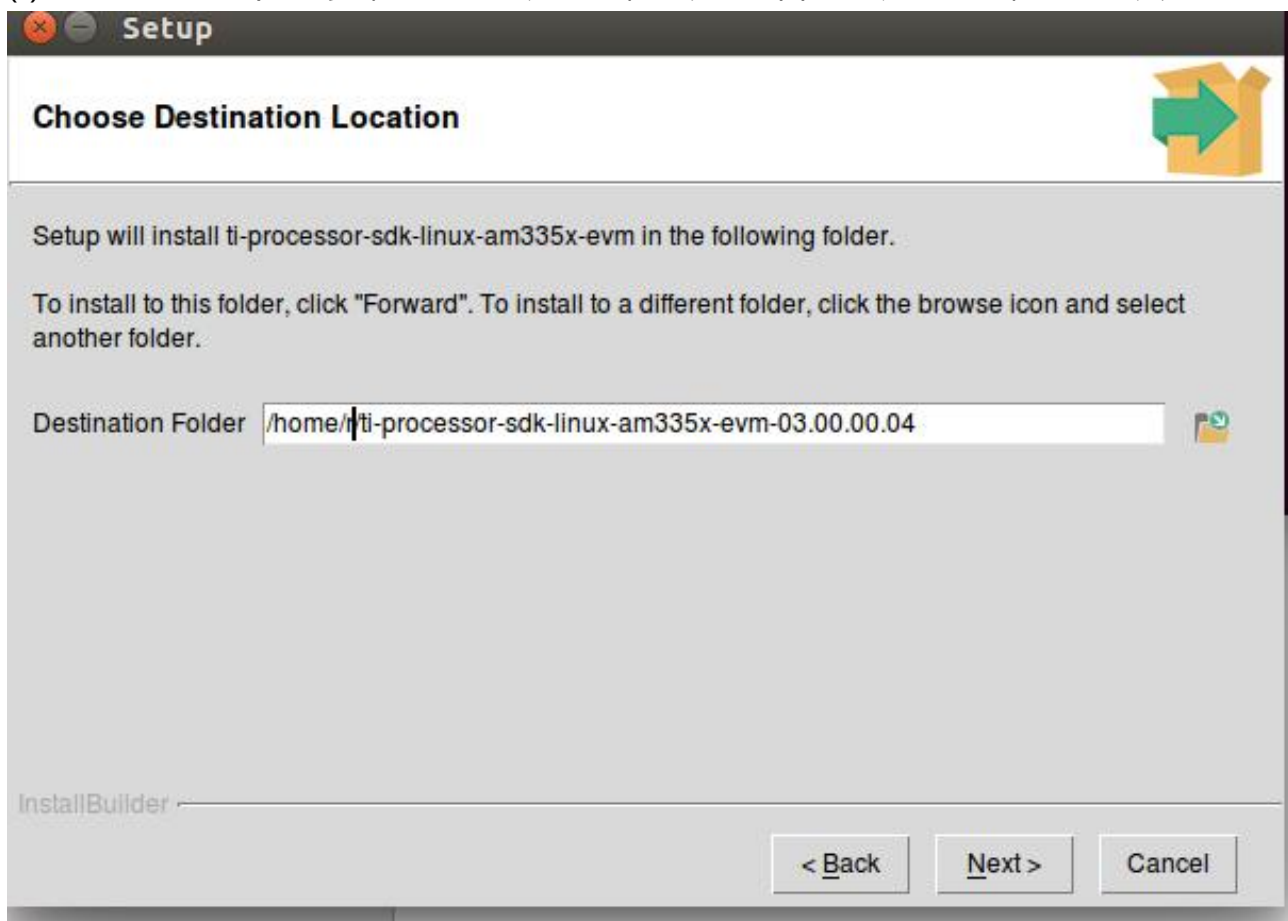 Setup
Choose Destination Location
Setup will install ti-processor-sdk-linux-am335x-evm in the following folder.
To install to this folder, click "Forward". To install to a different folder, click the browse icon and select
another folder.
Destination Folder /home/r/ti-processor-sdk-linux-am335x-evm-03.00.00.04
InstallBuilder
< Back Next > Cancel